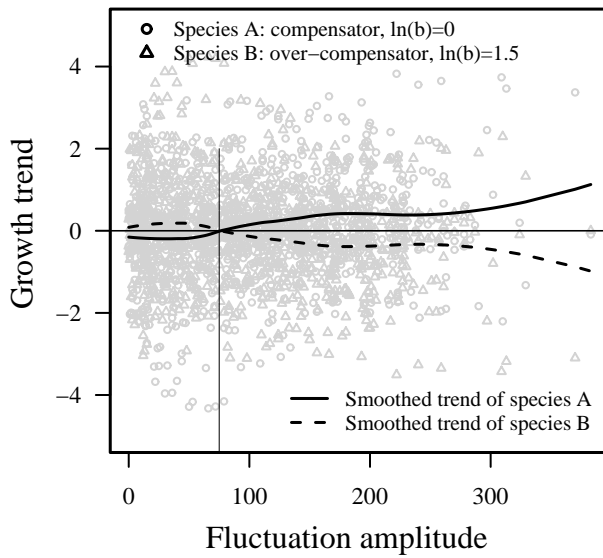 Species A: compensator, ln(b)=0
Species B: over−compensator, ln(b)=1.5
Growth trend
4
2
0
−2
−4
Smoothed trend of species A
Smoothed trend of species B
0
100
200
300
Fluctuation amplitude